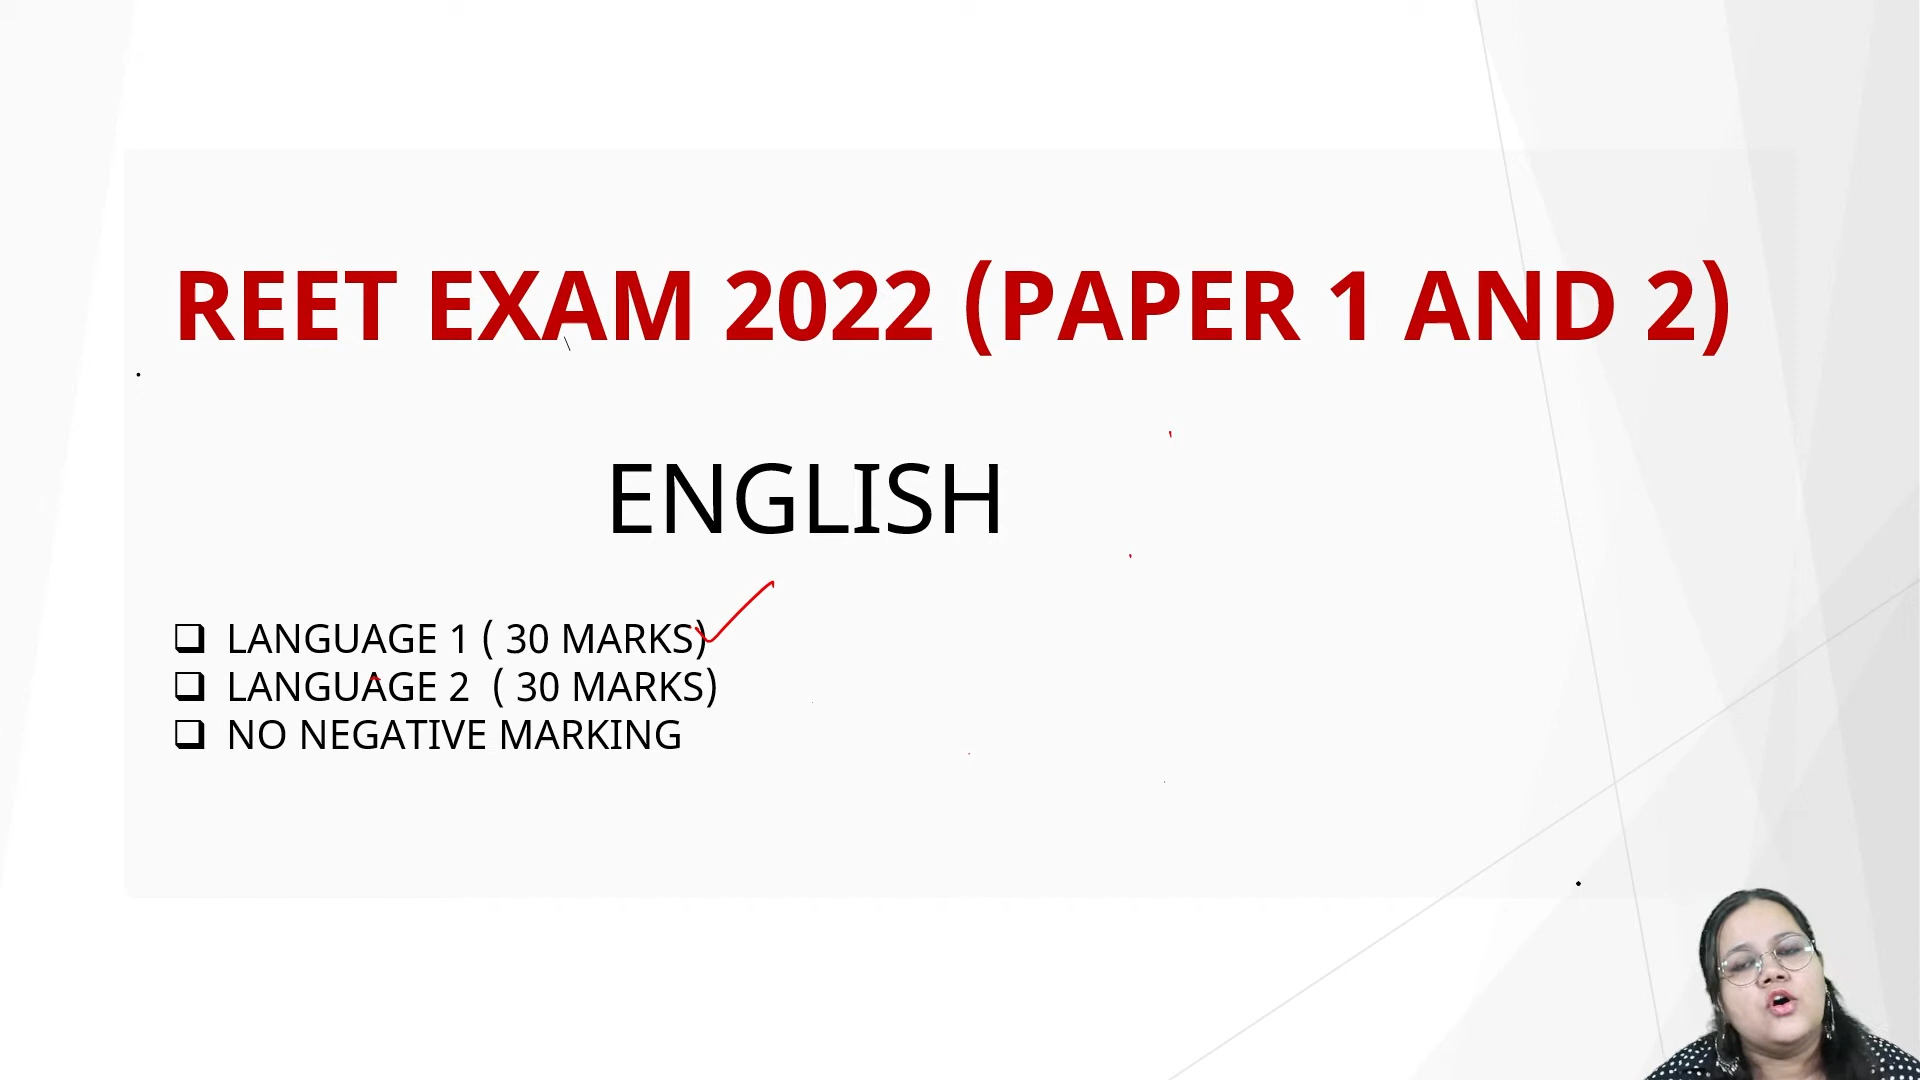 REET EXAM 2022 (PAPER 1 AND 2)
ENGLISH
❑ LANGUAGE 1 ( 30 MARKS)
❑ LANGUAGE 2 ( 30 MARKS)
❑ NO NEGATIVE MARKING